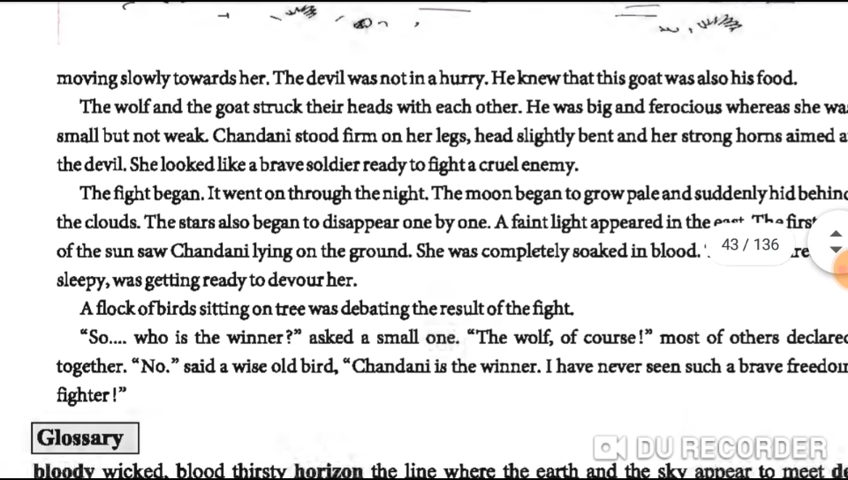 moving slowly towards her. The devil was not in a hurry. He knew that this goat was also his food.
The wolf and the goat struck their heads with each other. He was big and ferocious whereas she wa
small but not weak. Chandani stood firm on her legs, head slightly bent and her strong horns aimed a
the devil. She looked like a brave soldier ready to fight a cruel enemy.
The fight began. It went on through the night. The moon began to grow pale and suddenly hid behin
the clouds. The stars also began to disappear one by one. A faint light appeared in the east. The first
of the sun saw Chandani lying on the ground. She was completely soaked in blood.
43 / 136
sleepy, was getting ready to devour her.
A flock of birds sitting on tree was debating the result of the fight.
“So.... who is the winner?” asked a small one. “The wolf, of course!” most of others declared
together. “No.” said a wise old bird, “Chandani is the winner. I have never seen such a brave freedom
fighter!”
Glossary
DU RECORDER
bloody wicked, blood thirsty horizon the line where the earth and the sky appear to meet de